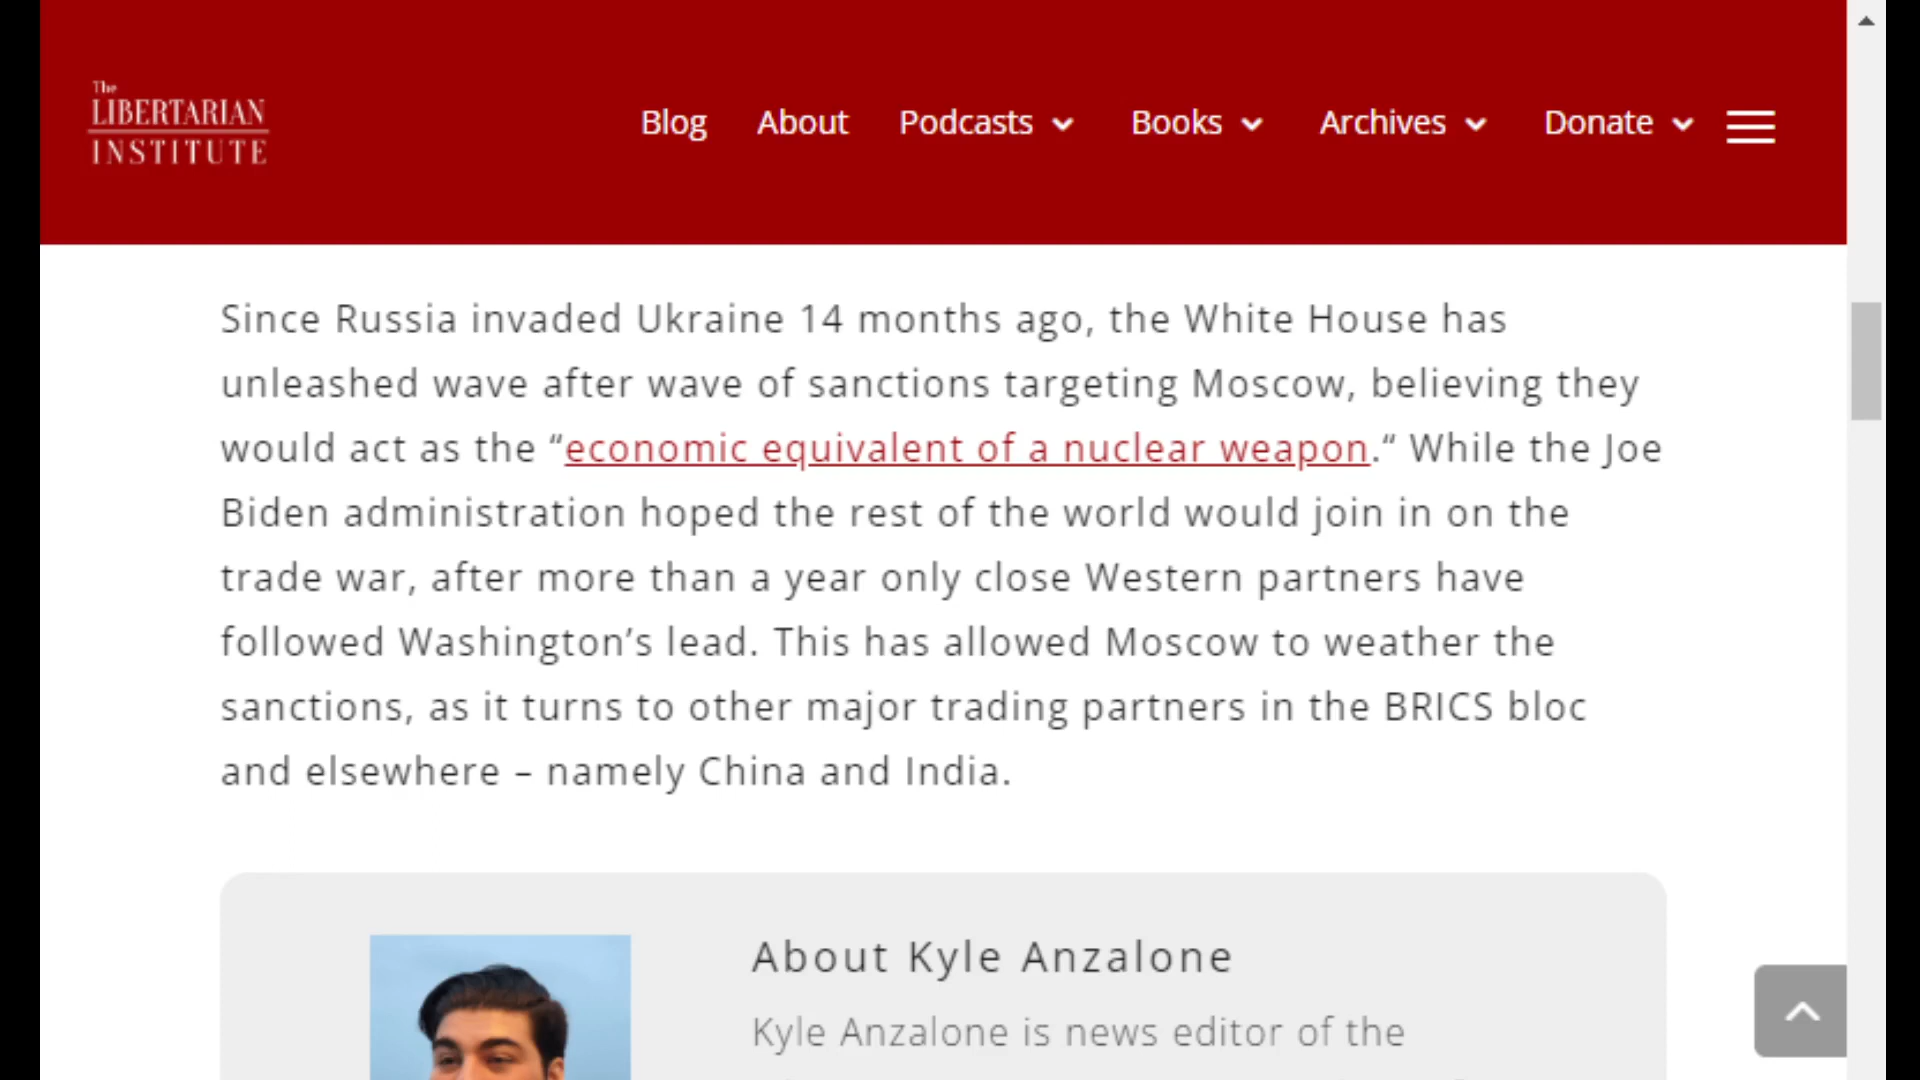 The
LIBERTARIAN
INSTITUTE
Blog About Podcasts Books Archives Donate
Since Russia invaded Ukraine 14 months ago, the White House has
unleashed wave after wave of sanctions targeting Moscow, believing they
would act as the “economic equivalent of a nuclear weapon.“ While the Joe
Biden administration hoped the rest of the world would join in on the
trade war, after more than a year only close Western partners have
followed Washington’s lead. This has allowed Moscow to weather the
sanctions, as it turns to other major trading partners in the BRICS bloc
and elsewhere – namely China and India.
About Kyle Anzalone
Kyle Anzalone is news editor of the